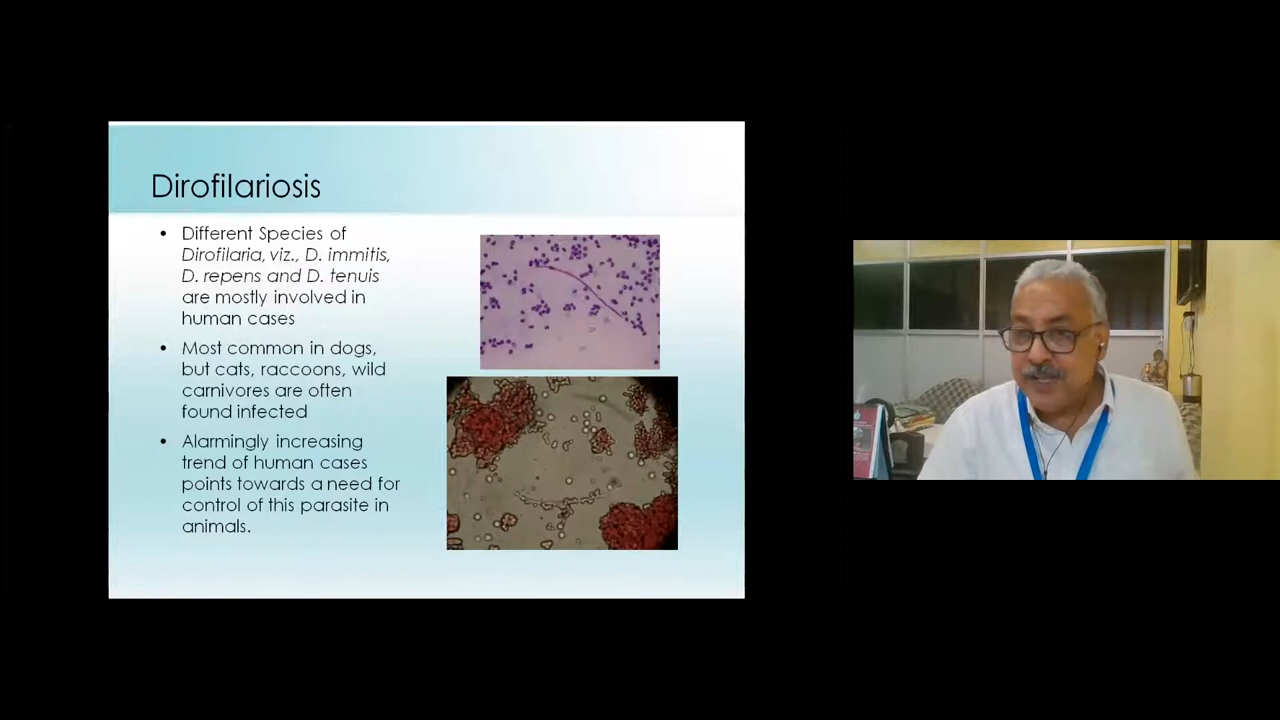 Dirofilariosis
• Different Species of
Dirofilaria, viz., D. immitis,
D. repens and D. tenuis
are mostly involved in
human cases
• Most common in dogs,
but cats, raccoons, wild
carnivores are often
found infected
• Alarmingly increasing
trend of human cases
points towards a need for
control of this parasite in
animals.